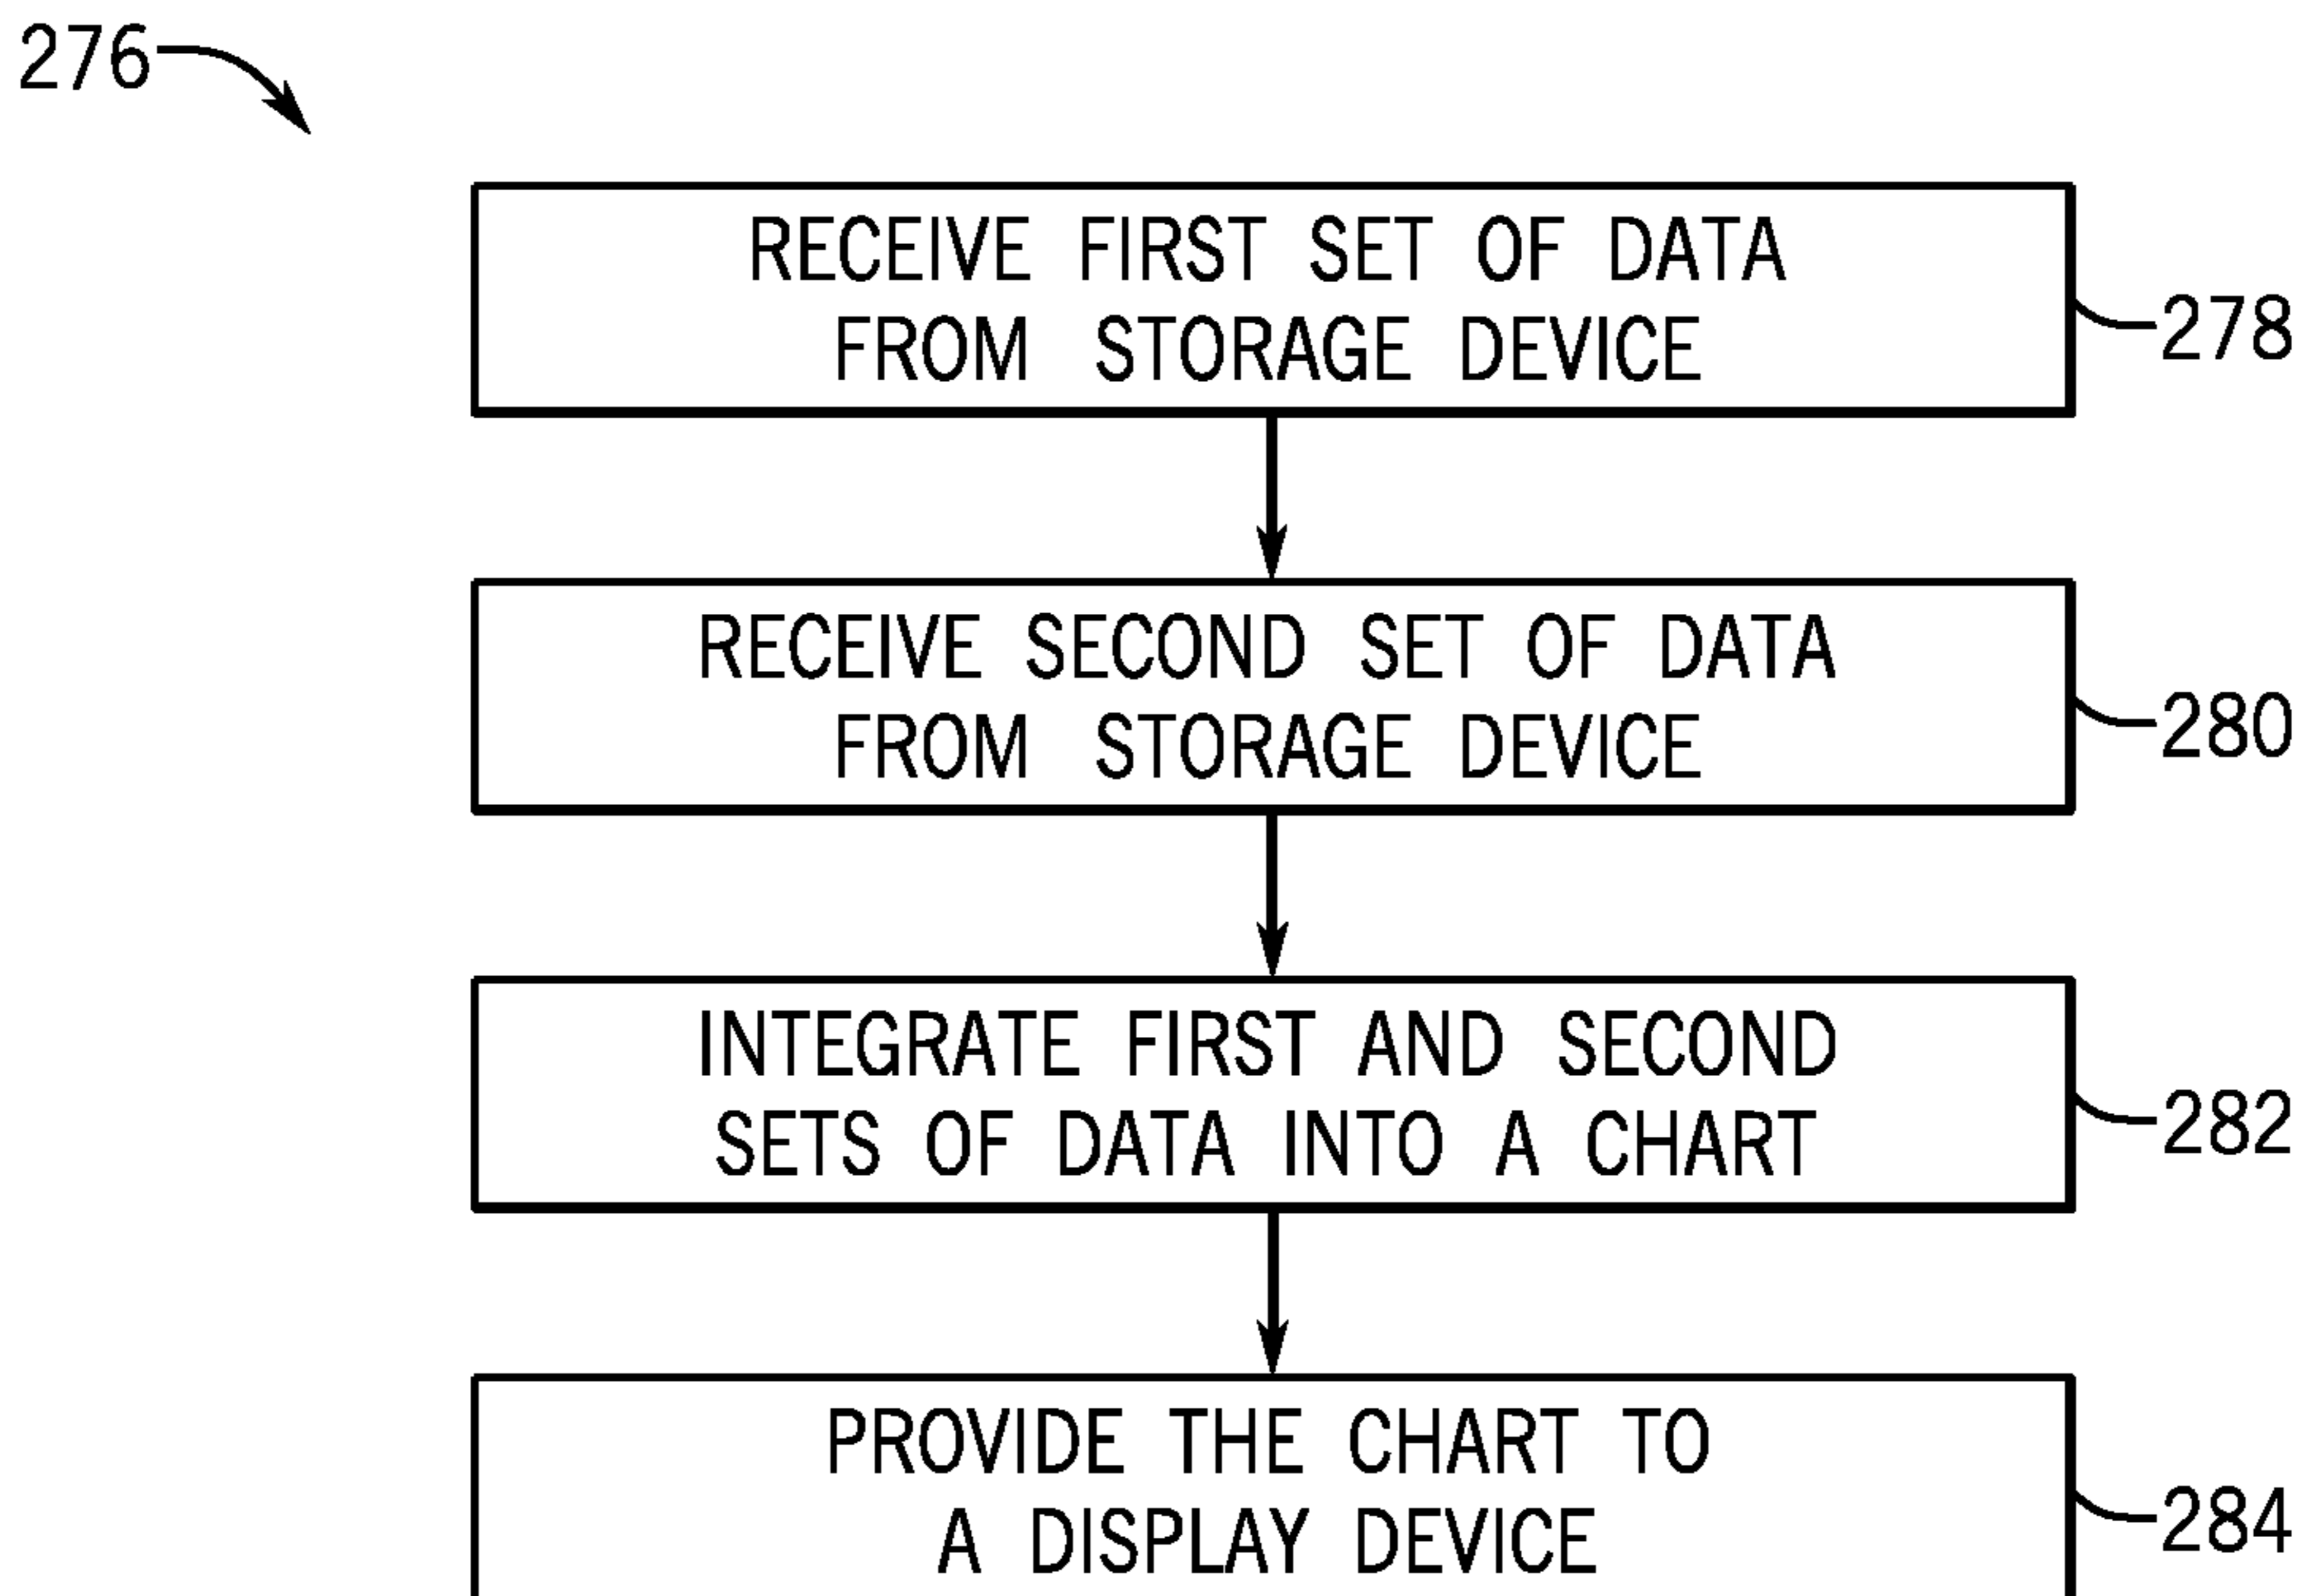 276
RECEIVE FIRST SET OF DATA
FROM STORAGE DEVICE
278
RECEIVE SECOND SET OF DATA
FROM STORAGE DEVICE
280
INTEGRATE FIRST AND SECOND
SETS OF DATA INTO A CHART
282
PROVIDE THE CHART TO
A DISPLAY DEVICE
284